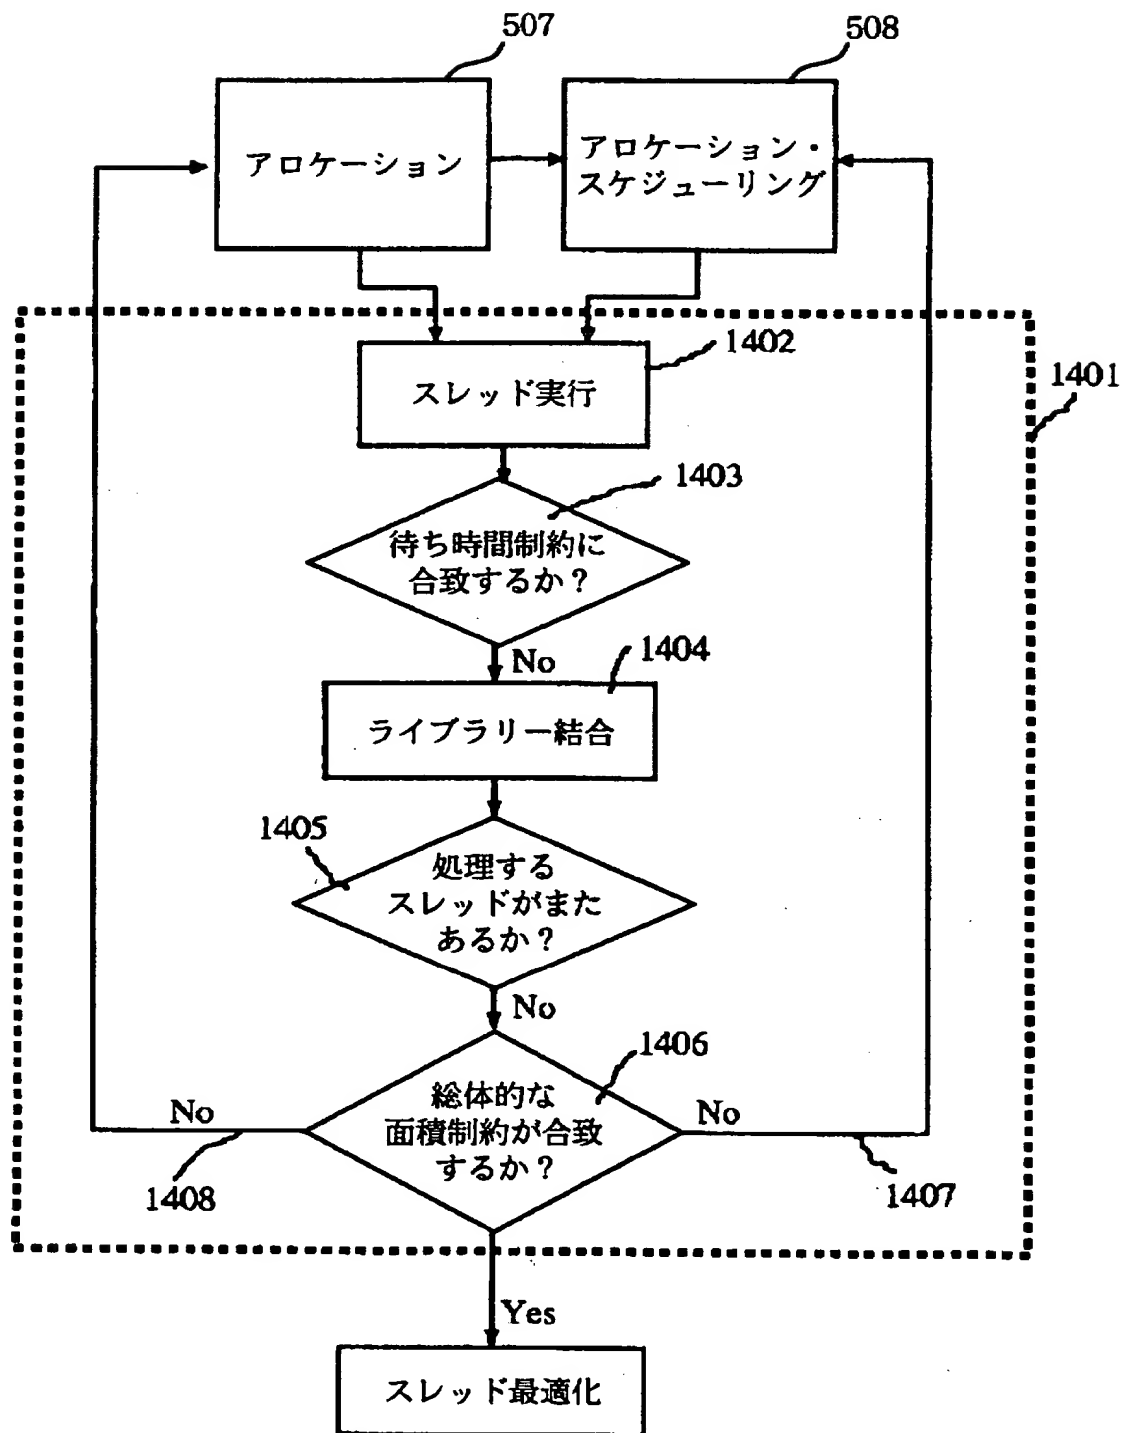 507
508
アロケーション
アロケーション・
スケジューリング
1402
スレッド実行
1401
1403
待ち時間制約に
合致するか？
No
1404
ライブラリー結合
1405
処理する
スレッドがまた
あるか？
No
1406
総体的な
面積制約が合致
するか？
No
No
1408
1407
Yes
スレッド最適化